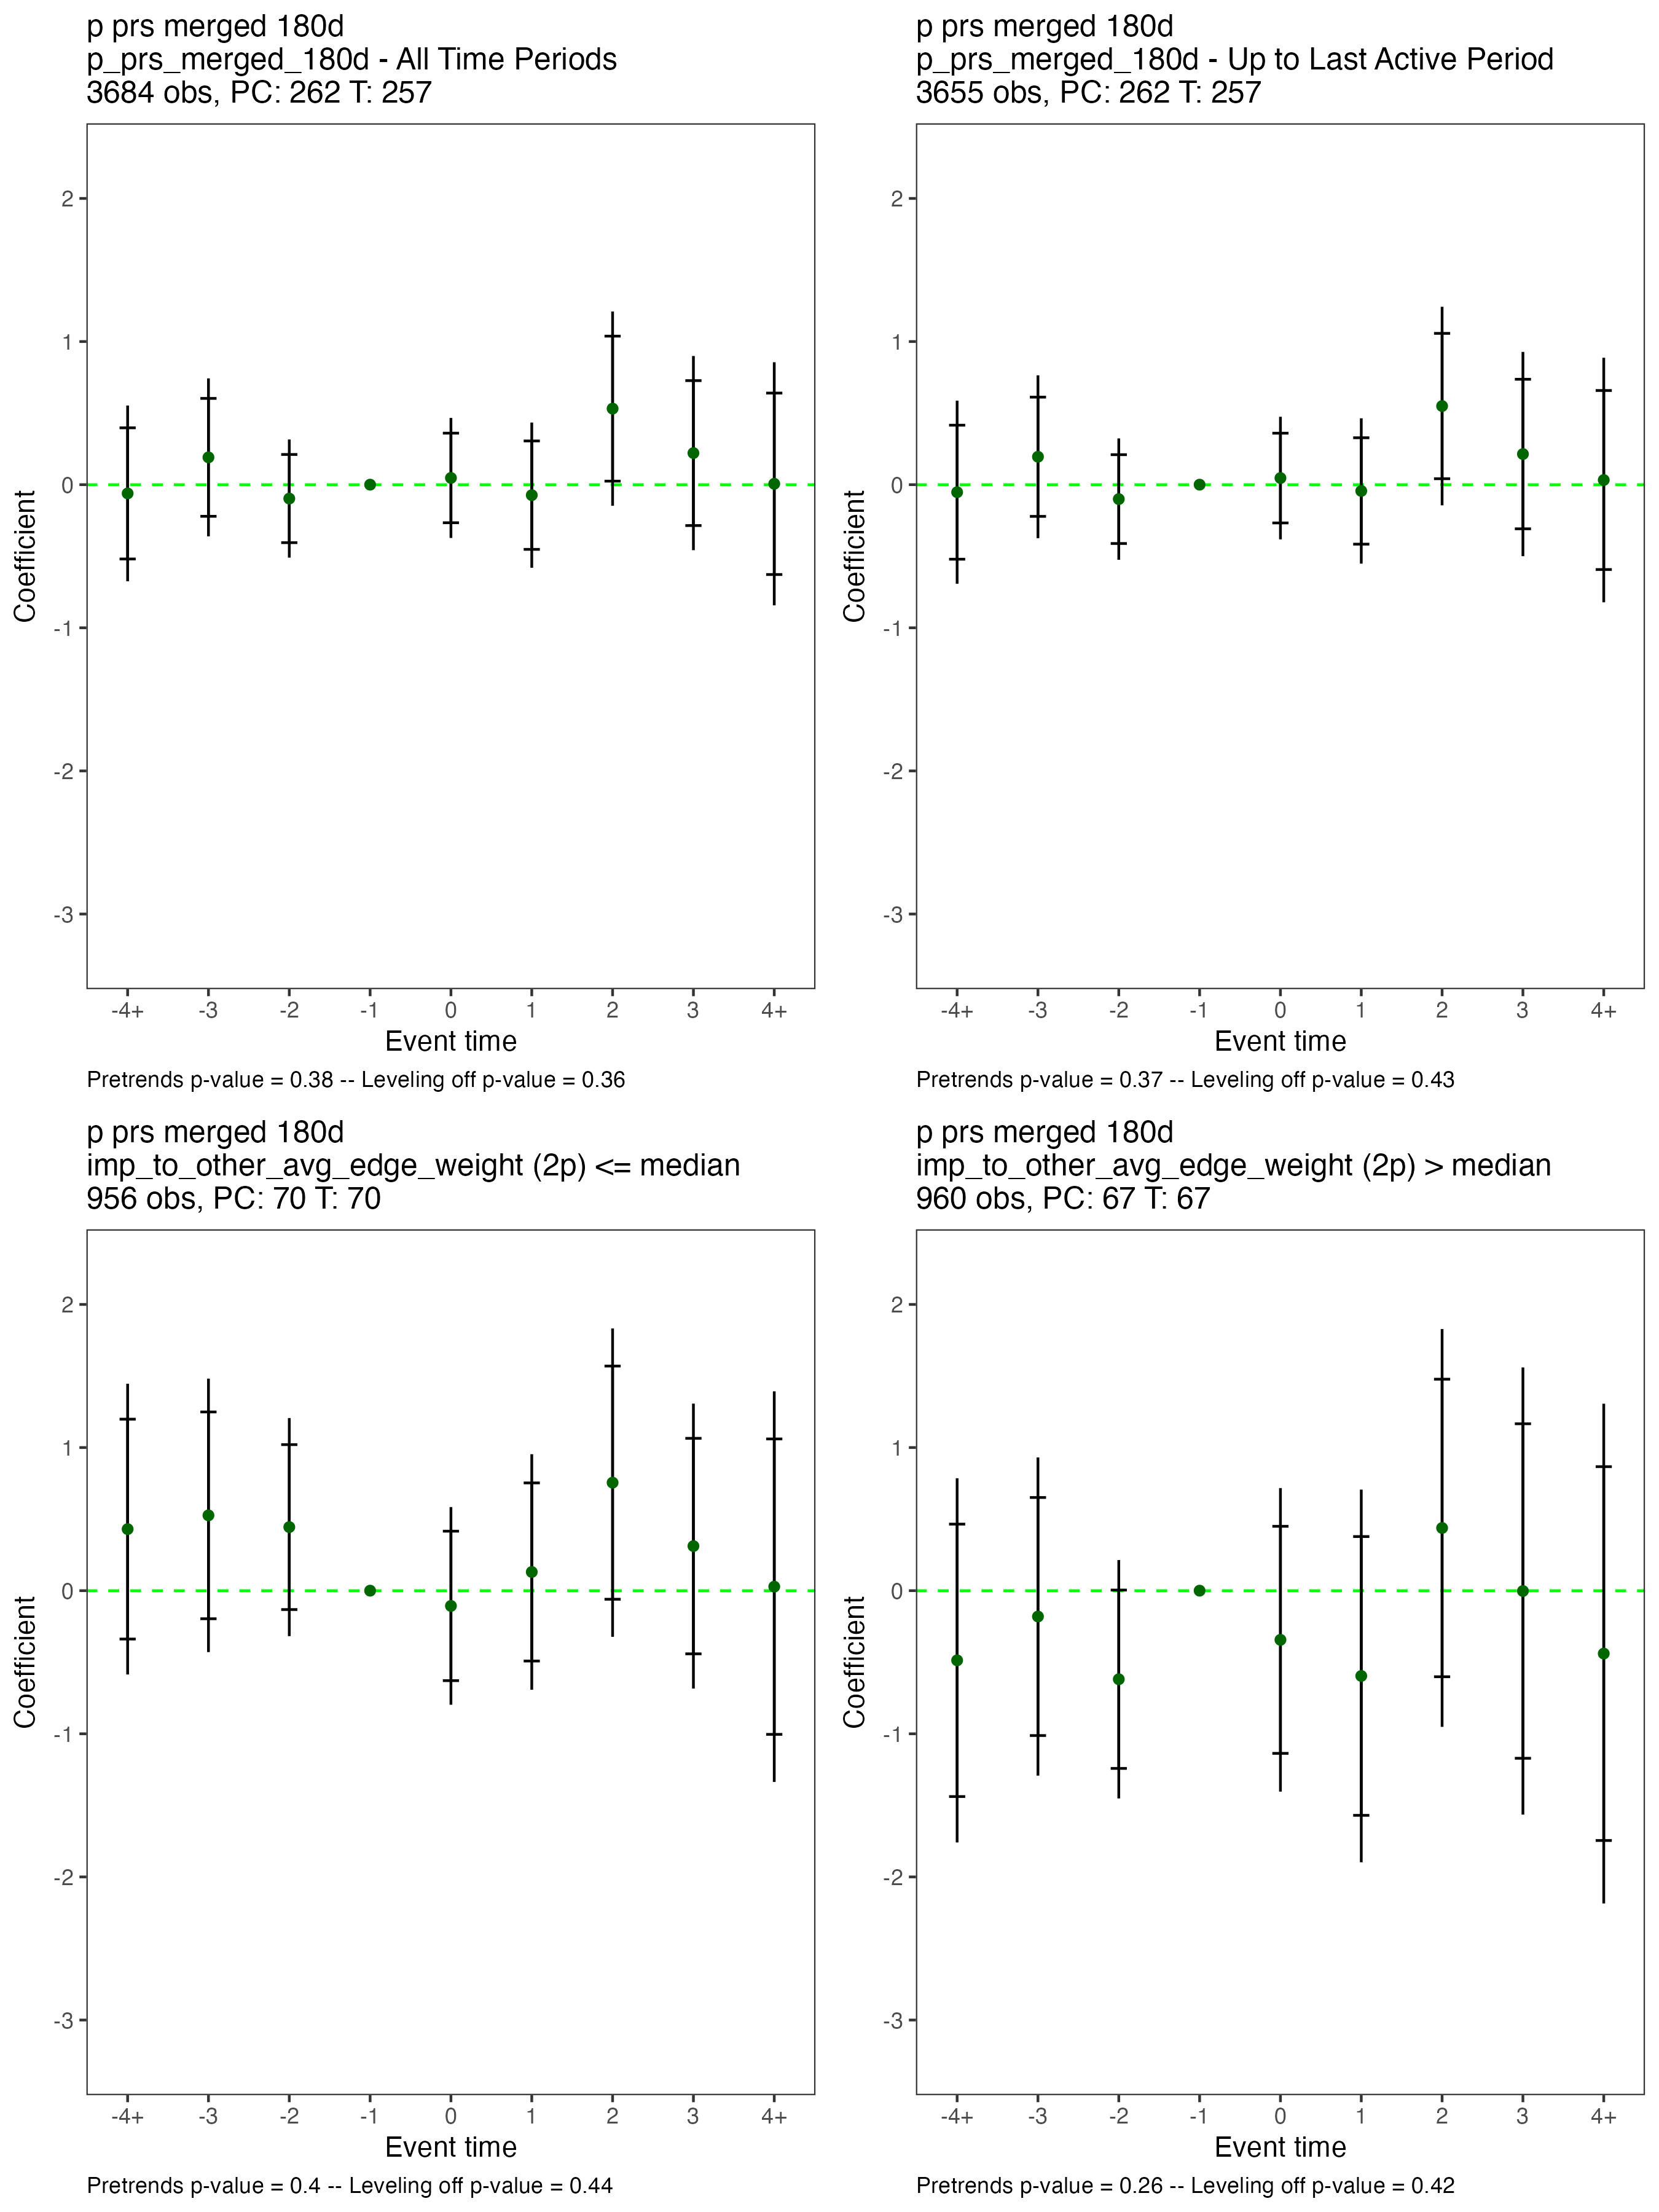 p prs merged 180d
p_prs_merged_180d - All Time Periods
3684 obs, PC: 262 T: 257
2
1
0
-1
-2
-3
Coefficient
-4+ -3 -2 -1 0 1 2 3 4+
Event time
Pretrends p-value = 0.38 -- Leveling off p-value = 0.36
p prs merged 180d
p_prs_merged_180d - Up to Last Active Period
3655 obs, PC: 262 T: 257
2
1
0
-1
-2
-3
Coefficient
-4+ -3 -2 -1 0 1 2 3 4+
Event time
Pretrends p-value = 0.37 -- Leveling off p-value = 0.43
p prs merged 180d
imp_to_other_avg_edge_weight (2p) <= median
956 obs, PC: 70 T: 70
2
1
0
-1
-2
-3
Coefficient
-4+ -3 -2 -1 0 1 2 3 4+
Event time
Pretrends p-value = 0.4 -- Leveling off p-value = 0.44
p prs merged 180d
imp_to_other_avg_edge_weight (2p) > median
960 obs, PC: 67 T: 67
2
1
0
-1
-2
-3
Coefficient
-4+ -3 -2 -1 0 1 2 3 4+
Event time
Pretrends p-value = 0.26 -- Leveling off p-value = 0.42